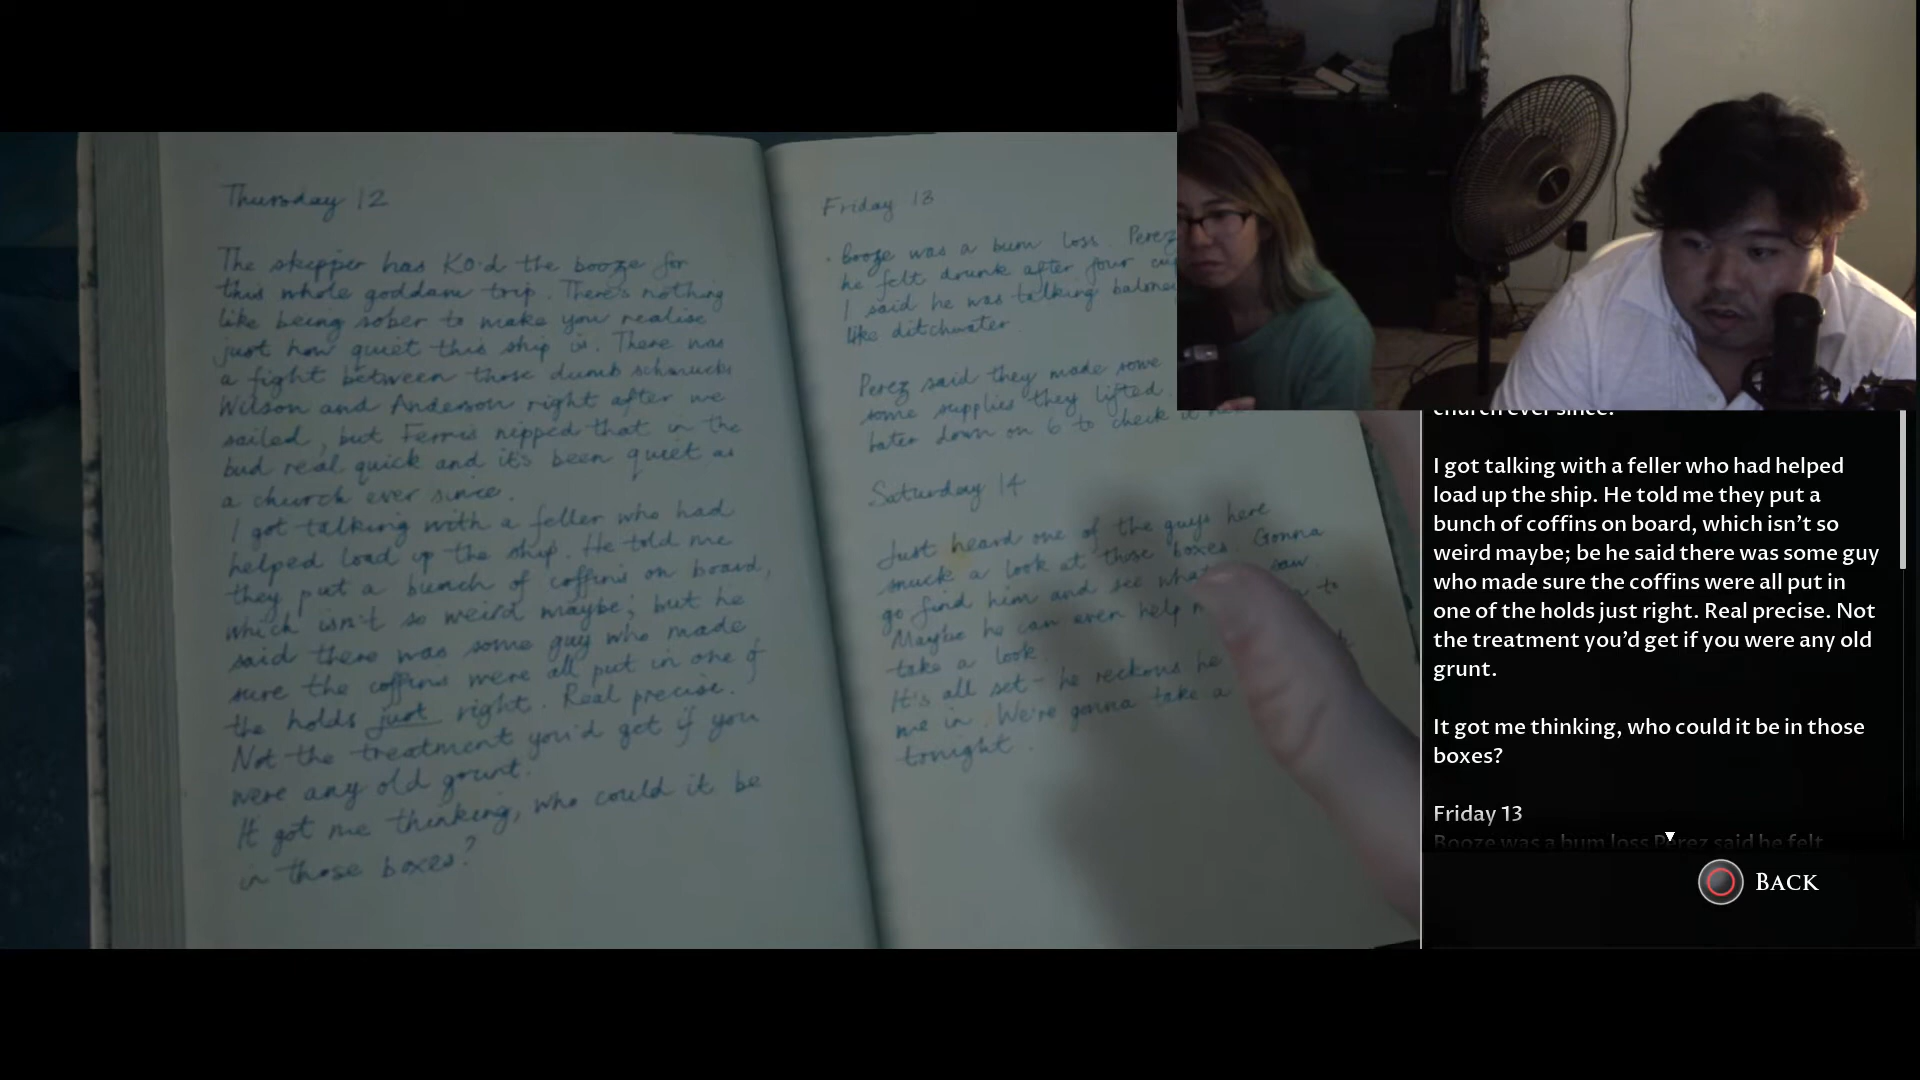 Thursday 12
The skipper has KO'd the booze for
this whole goddam trip. There's nothing
like being sober to make you realise
just how quiet this ship is. There was
a fight between those dumb schmucks
Wilson and Anderson right after we
sailed, but Ferris nipped that in the
bud real quick and it's been quiet as
a church ever since.
I got talking with a feller who had
helped load up the ship. He told me
they put a bunch of coffins on board,
which isn't so weird maybe; but he
said there was some guy who made
sure the coffins were all put in one of
the holds just right. Real precise.
Not the treatment you'd get if you
were any old grunt.
It got me thinking, who could it be
in those boxes?
Friday 13
Booze was a bum loss Perez
he felt drunk after four
I said he was talking
like ditchwater.
Perez said they made some
some supplies they lifted.
later down on 6 to check it
Saturday 14
Just heard one of the guys here
snuck a look at those boxes. Gonna
go find him and see what saw
Maybe he can even help to
take a look
It's all set - he reckons he
me in. We're gonna take a
tonight.
church ever since.
I got talking with a feller who had helped
load up the ship. He told me they put a
bunch of coffins on board, which isn't so
weird maybe; be he said there was some guy
who made sure the coffins were all put in
one of the holds just right. Real precise. Not
the treatment you'd get if you were any old
grunt.
It got me thinking, who could it be in those
boxes?
Friday 13
Booze was a bum loss Perez said he felt
BACK